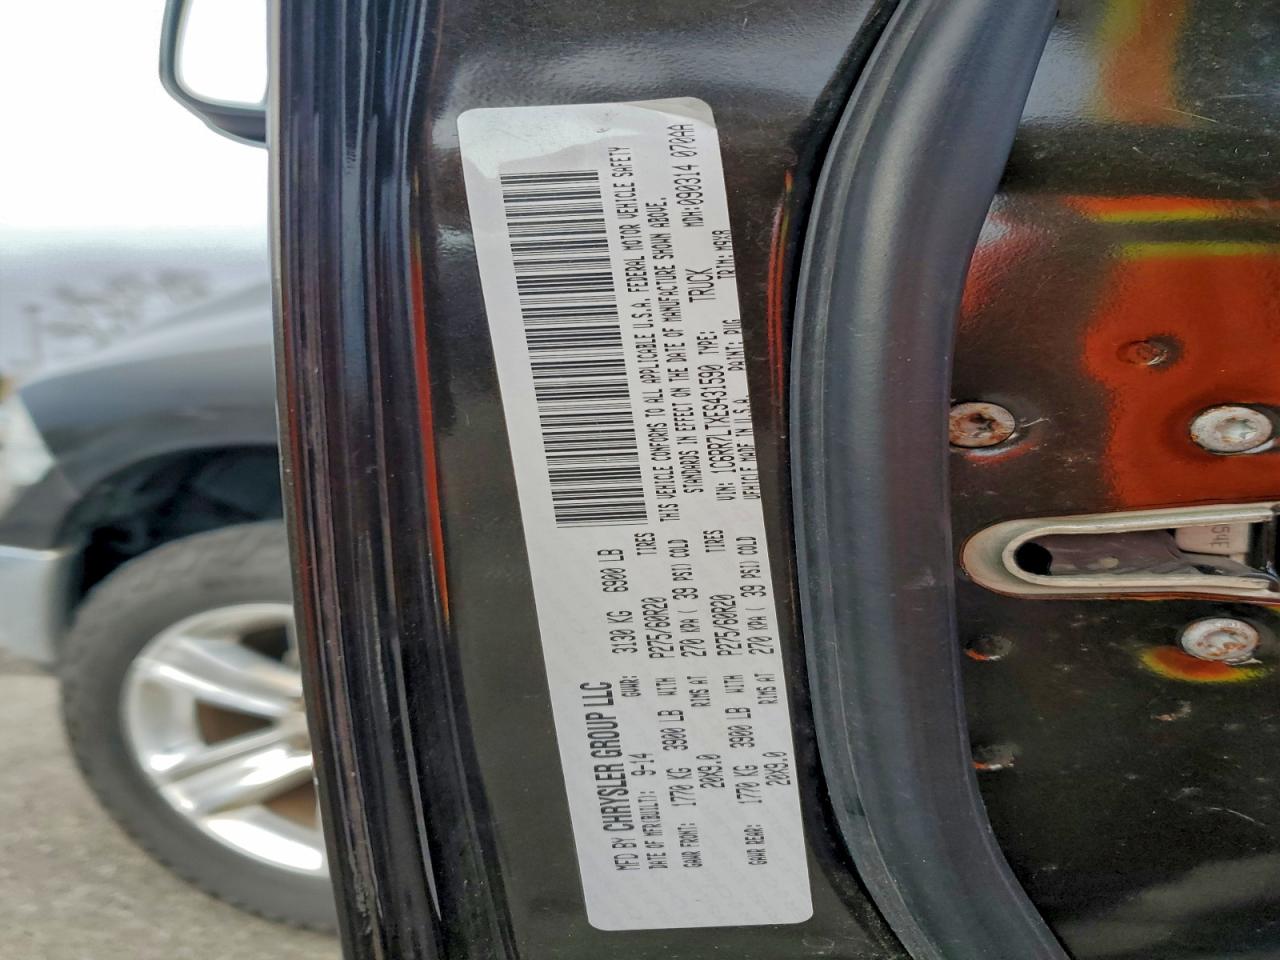 MFD BY CHRYSLER GROUP LLC
DATE OF MFR(BUILT): 9-14 GVWR: 3130 KG 6900 LB
GAWR FRONT: 1770 KG 3900 LB WITH P275/60R20 TIRES
20X9.0 RIMS AT 270 KPA ( 39 PSI) COLD
GAWR REAR: 1770 KG 3900 LB WITH P275/60R20 TIRES
20X9.0 RIMS AT 270 KPA ( 39 PSI) COLD
THIS VEHICLE CONFORMS TO ALL APPLICABLE U.S.A. FEDERAL MOTOR VEHICLE SAFETY
STANDARDS IN EFFECT ON THE DATE OF MANUFACTURE SHOWN ABOVE.
VIN: 1C6RR7LTXES431590 TYPE: TRUCK MDH:090314 070AA
VEHICLE MADE IN U.S.A. PAINT: PUG TRIM: M9X8